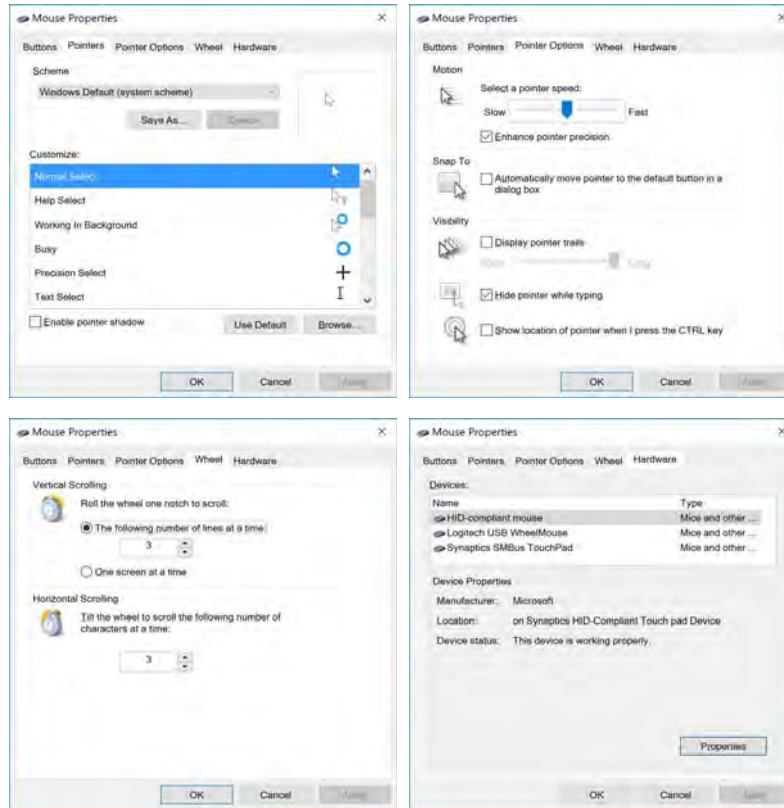 Mouse Properties
Buttons Pointers Pointer Options Wheel Hardware
Scheme
Windows Default (system scheme)
Save As...
Delete
Customize:
Normal Select
Help Select
Working In Background
Busy
Precision Select
Text Select
Enable pointer shadow
Use Default
Browse...
OK Cancel Apply
Mouse Properties
Buttons Pointers Pointer Options Wheel Hardware
Motion
Select a pointer speed:
Slow Fast
Enhance pointer precision
Snap To
Automatically move pointer to the default button in a
dialog box
Visibility
Display pointer trails
Long
Hide pointer while typing
Show location of pointer when I press the CTRL key
OK Cancel Apply
Mouse Properties
Buttons Pointers Pointer Options Wheel Hardware
Vertical Scrolling
Roll the wheel one notch to scroll:
The following number of lines at a time:
3
One screen at a time
Horizontal Scrolling
Tilt the wheel to scroll the following number of
characters at a time:
3
OK Cancel Apply
Mouse Properties
Buttons Pointers Pointer Options Wheel Hardware
Devices:
Name Type
HID-compliant mouse Mice and other ...
Logitech USB WheelMouse Mice and other ...
Synaptics SMBus TouchPad Mice and other ...
Device Properties
Manufacturer: Microsoft
Location: on Synaptics HID-Compliant Touch pad Device
Device status: This device is working properly.
Properties
OK Cancel Apply